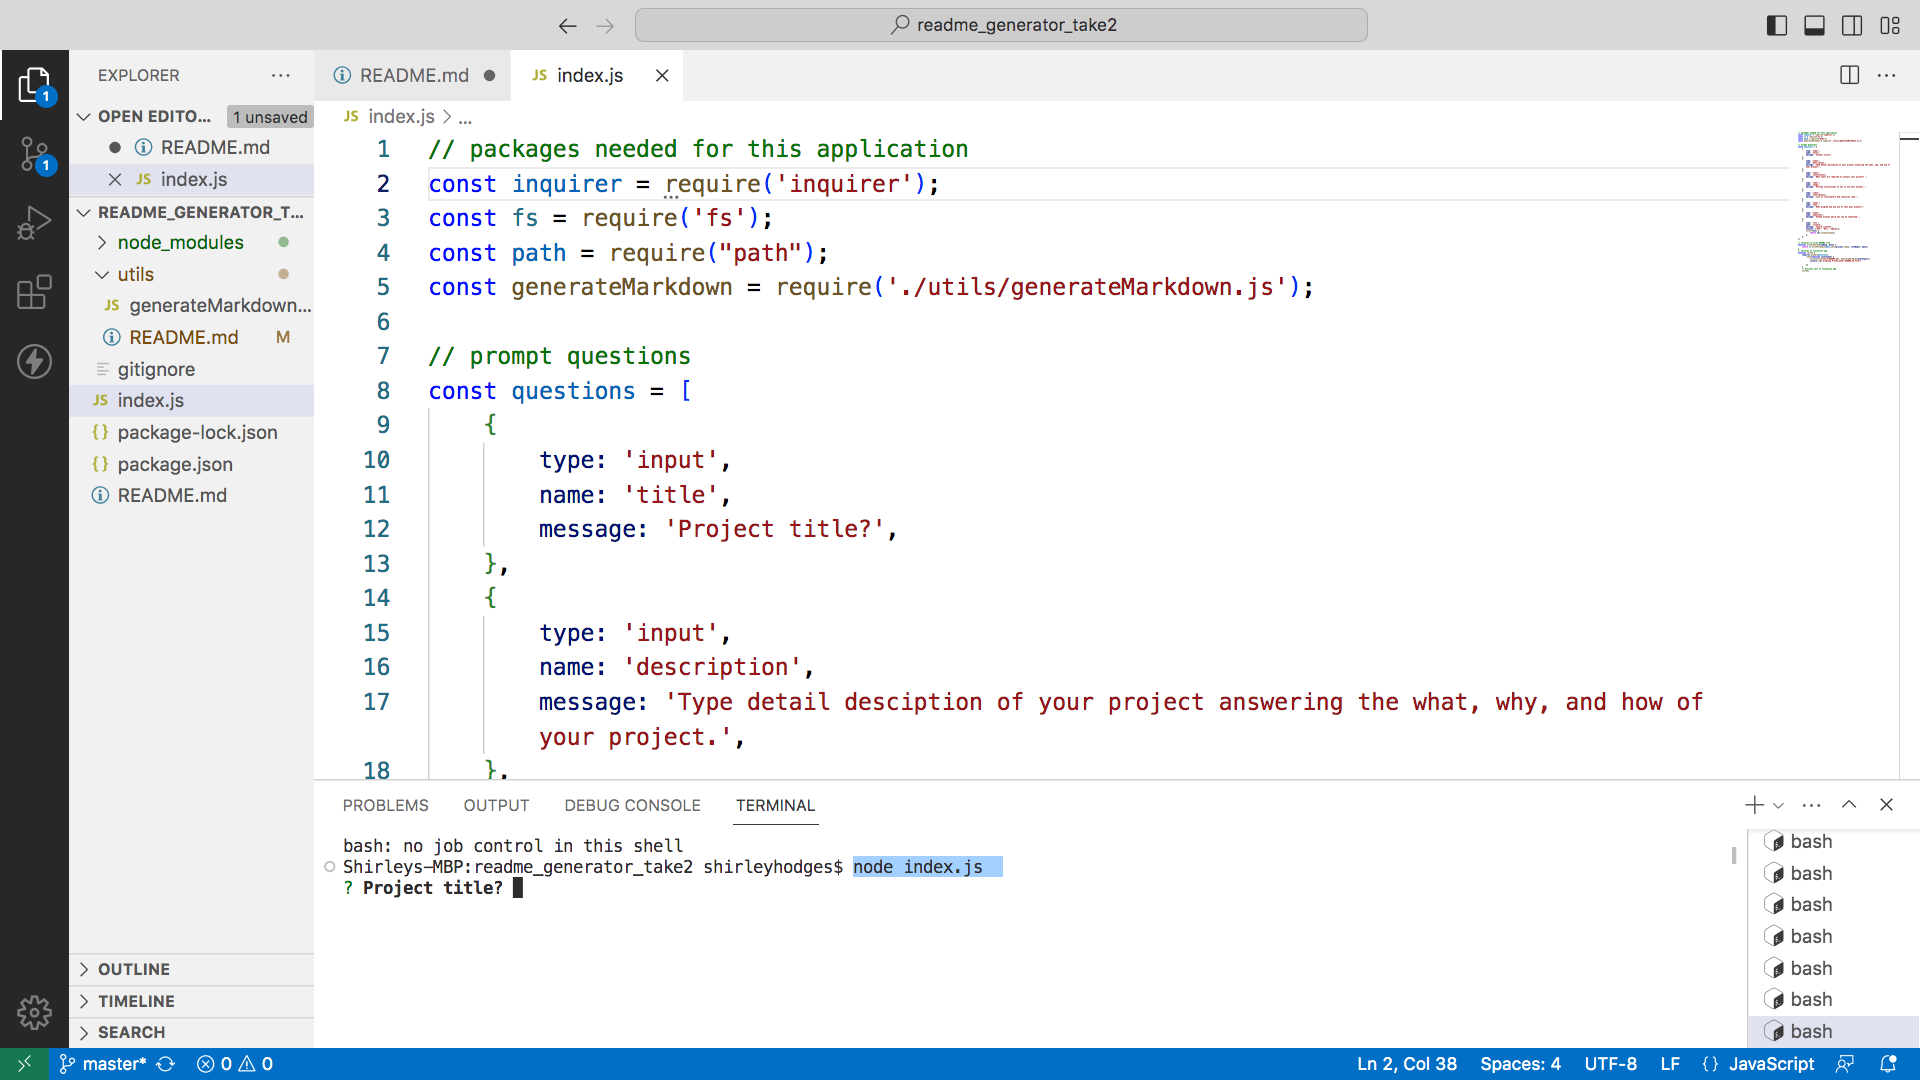 readme_generator_take2
EXPLORER
OPEN EDITO... 1 unsaved
README.md
JS index.js
README_GENERATOR_T...
node_modules
utils
JS generateMarkdown...
README.md M
gitignore
JS index.js
{} package-lock.json
{} package.json
README.md
OUTLINE
TIMELINE
SEARCH
1
1
README.md
JS index.js
JS index.js > ...
1 // packages needed for this application
2 const inquirer = require('inquirer');
3 const fs = require('fs');
4 const path = require("path");
5 const generateMarkdown = require('./utils/generateMarkdown.js');
6
7 // prompt questions
8 const questions = [
9 {
10 type: 'input',
11 name: 'title',
12 message: 'Project title?',
13 },
14 {
15 type: 'input',
16 name: 'description',
17 message: 'Type detail desciption of your project answering the what, why, and how of
your project.',
18 },
PROBLEMS OUTPUT DEBUG CONSOLE TERMINAL
bash: no job control in this shell
Shirleys-MBP:readme_generator_take2 shirleyhodges$ node index.js
? Project title?
bash
bash
bash
bash
bash
bash
bash
master* 0 0 Ln 2, Col 38 Spaces: 4 UTF-8 LF {} JavaScript